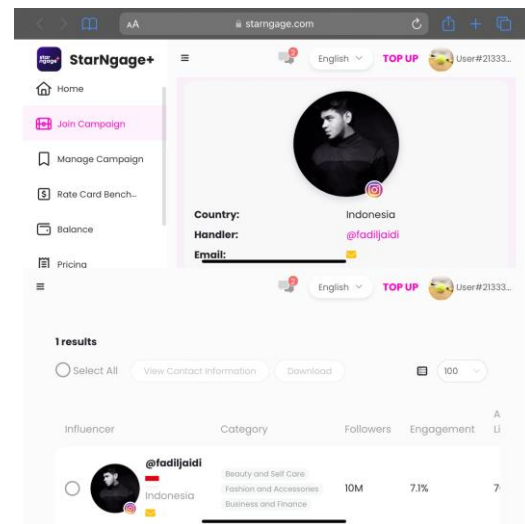 AA starngage.com
StarNgage+ 2 English TOP UP User#21333...
Home
Join Campaign
Manage Campaign
Rate Card Bench...
Balance
Pricing
Country: Indonesia
Handler: @fadiljaidi
Email:
2 English TOP UP User#21333...
1 results
Select All View Contact Information Download 100
Influencer Category Followers Engagement
@fadiljaidi
Indonesia
Beauty and Self Care
Fashion and Accessories
Business and Finance
10M 7.1%